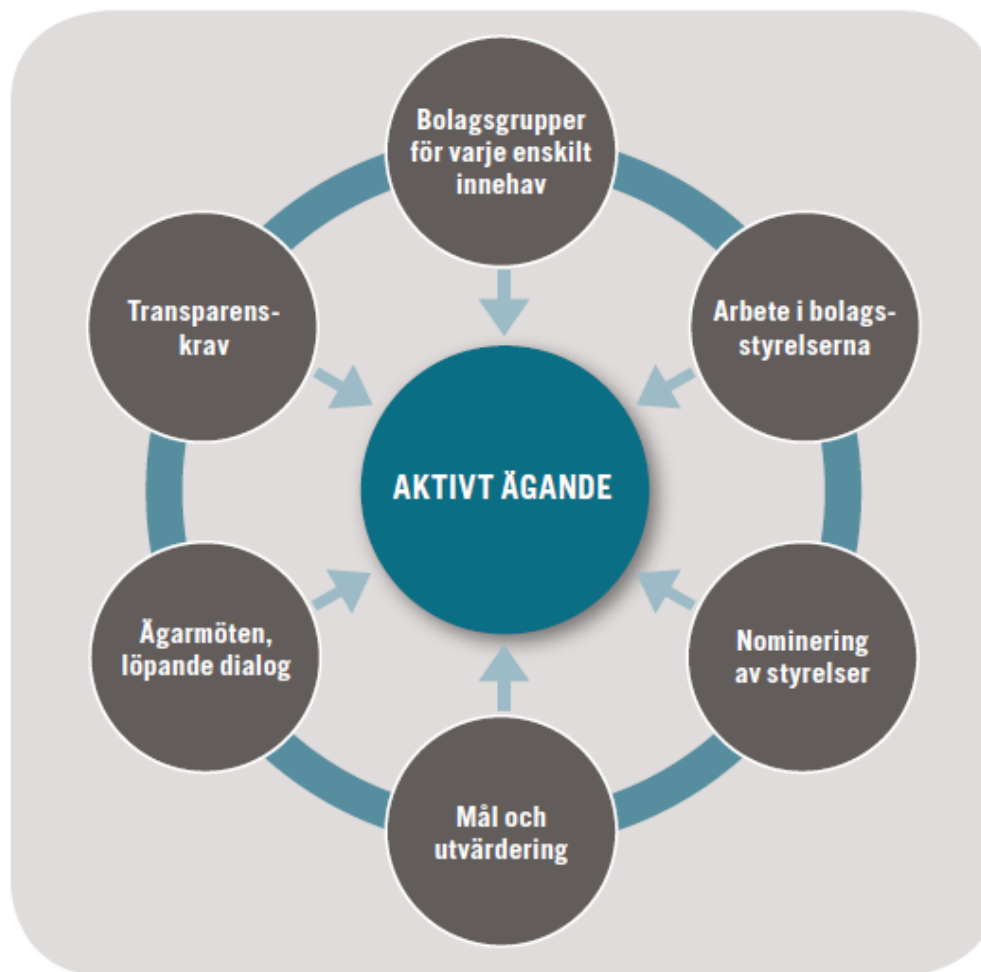 Bolagsgrupper
för varje enskilt
innehav
Arbete i bolags-
styrelserna
Nominering
av styrelser
Mål och
utvärdering
Ägarmöten,
löpande dialog
Transparens-
krav
AKTIVT ÄGANDE